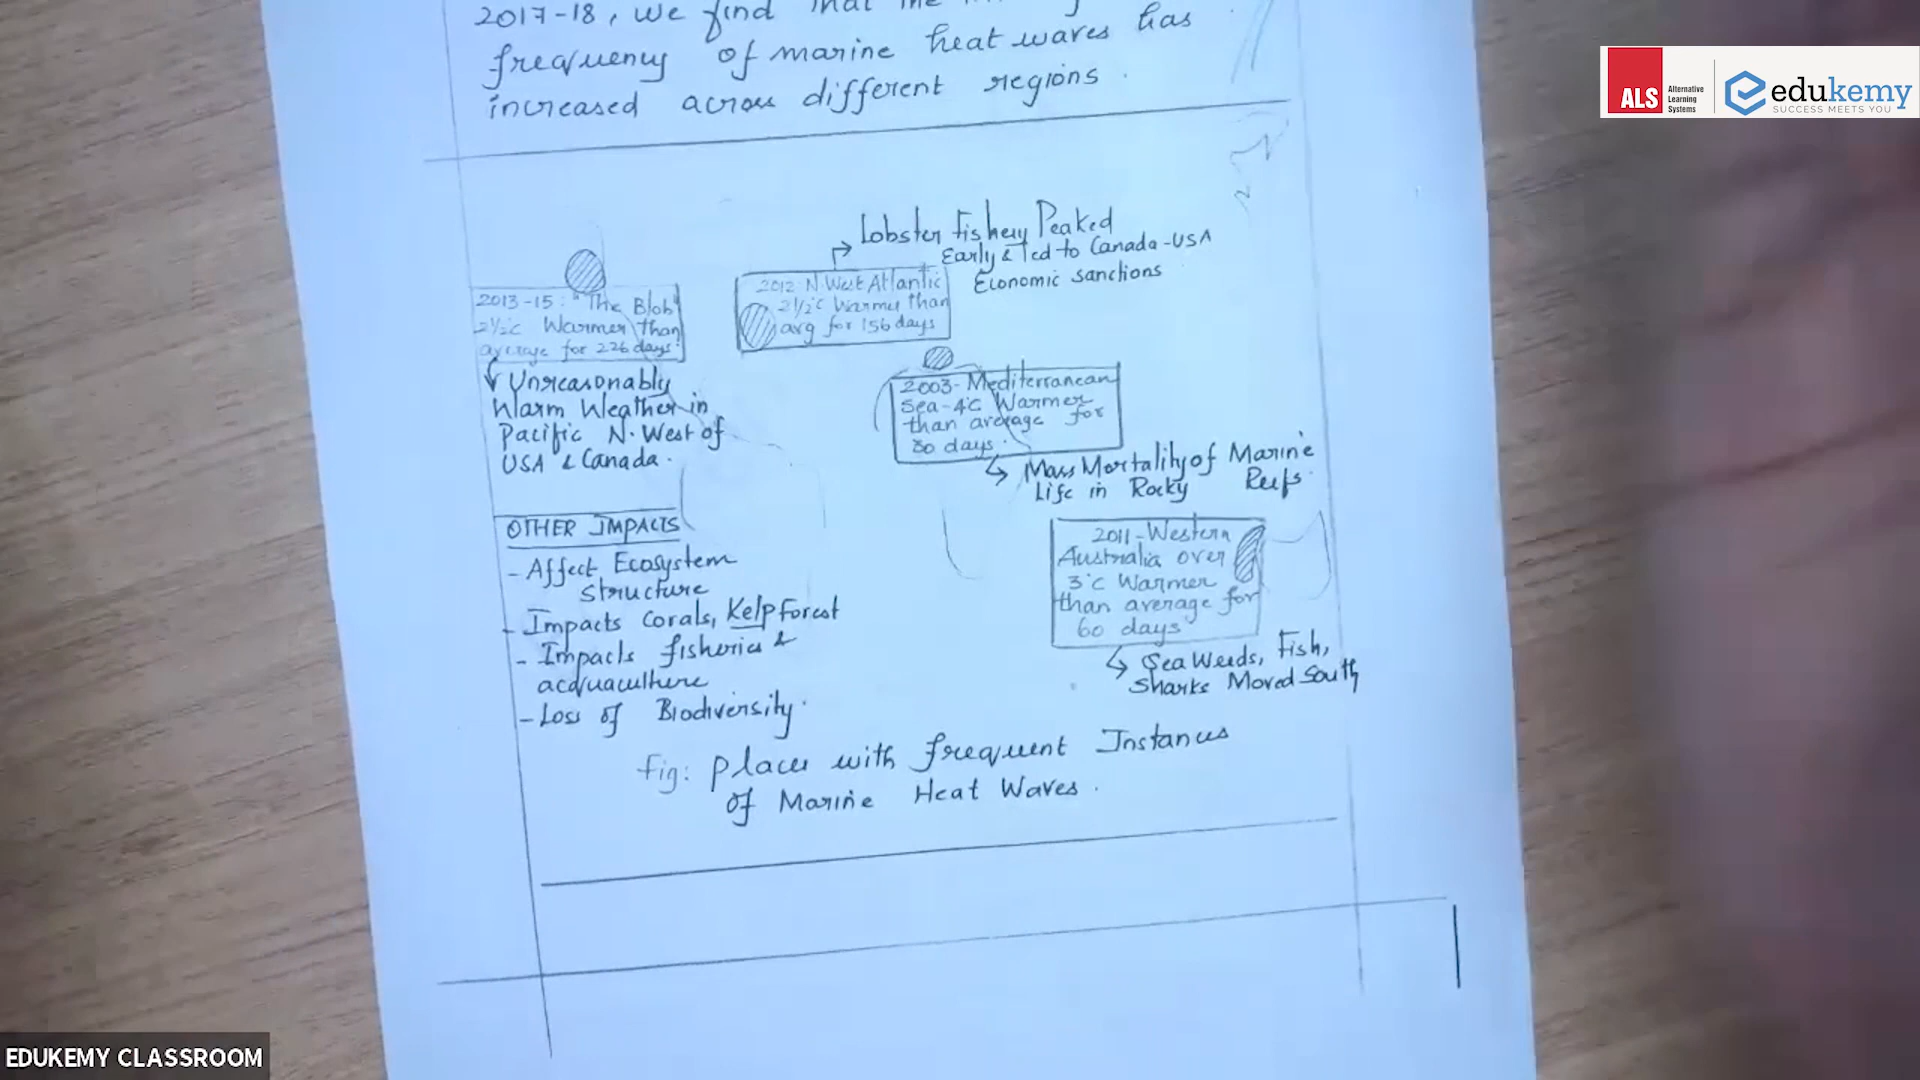 2017-18, we find that the
frequency of marine heat waves has
increased across different regions.
ALS
Alternative
Learning
Systems
edukemy
SUCCESS MEETS YOU
Lobster Fishery Peaked
Early & led to Canada-USA
Economic Sanctions
2013-15: "The Blob"
2½°C Warmer than
average for 226 days.
Unreasonably
Warm Weather in
Pacific N.West of
USA & Canada.
2012 N.West Atlantic
2½°C Warmer than
avg for 156 days
2003- Mediterranean
Sea-4°C Warmer
than average for
30 days.
Mass Mortality of Marine
Life in Rocky Reefs.
2011-Western
Australia over
3°C Warmer
than average for
60 days
Sea Weeds, Fish,
Sharks Moved South
OTHER IMPACTS
- Affect Ecosystem
Structure
- Impacts Corals, Kelp Forest
- Impacts fisheries &
acquaculture
- Loss of Biodiversity.
Fig: Places with frequent Instances
of Marine Heat Waves.
EDUKEMY CLASSROOM